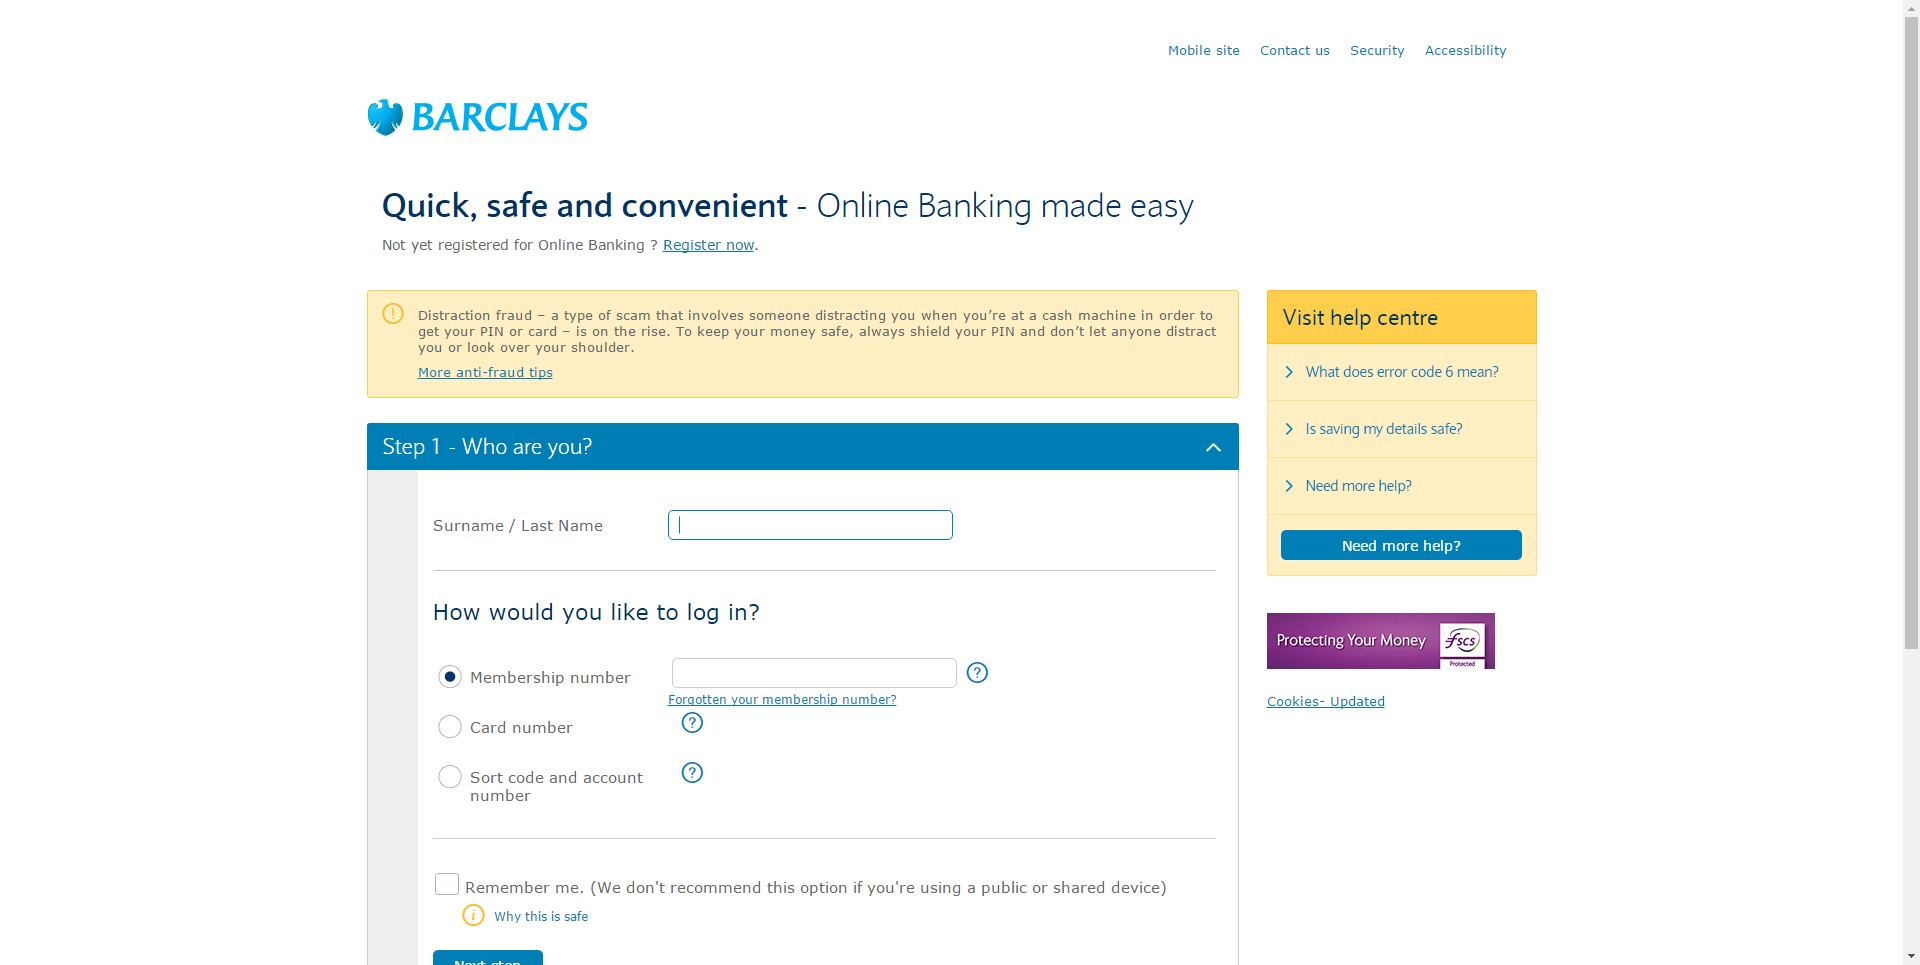 Mobile site Contact us Security Accessibility
BARCLAYS
Quick, safe and convenient - Online Banking made easy
Not yet registered for Online Banking ? Register now.
Distraction fraud – a type of scam that involves someone distracting you when you’re at a cash machine in order to
get your PIN or card – is on the rise. To keep your money safe, always shield your PIN and don’t let anyone distract
you or look over your shoulder.
More anti-fraud tips
Visit help centre
What does error code 6 mean?
Is saving my details safe?
Need more help?
Need more help?
Step 1 - Who are you?
Surname / Last Name
How would you like to log in?
Membership number
?
Forgotten your membership number?
Card number
?
Sort code and account
number
?
Remember me. (We don't recommend this option if you're using a public or shared device)
Why this is safe
Next step
Protecting Your Money
fscs
Protected
Cookies- Updated